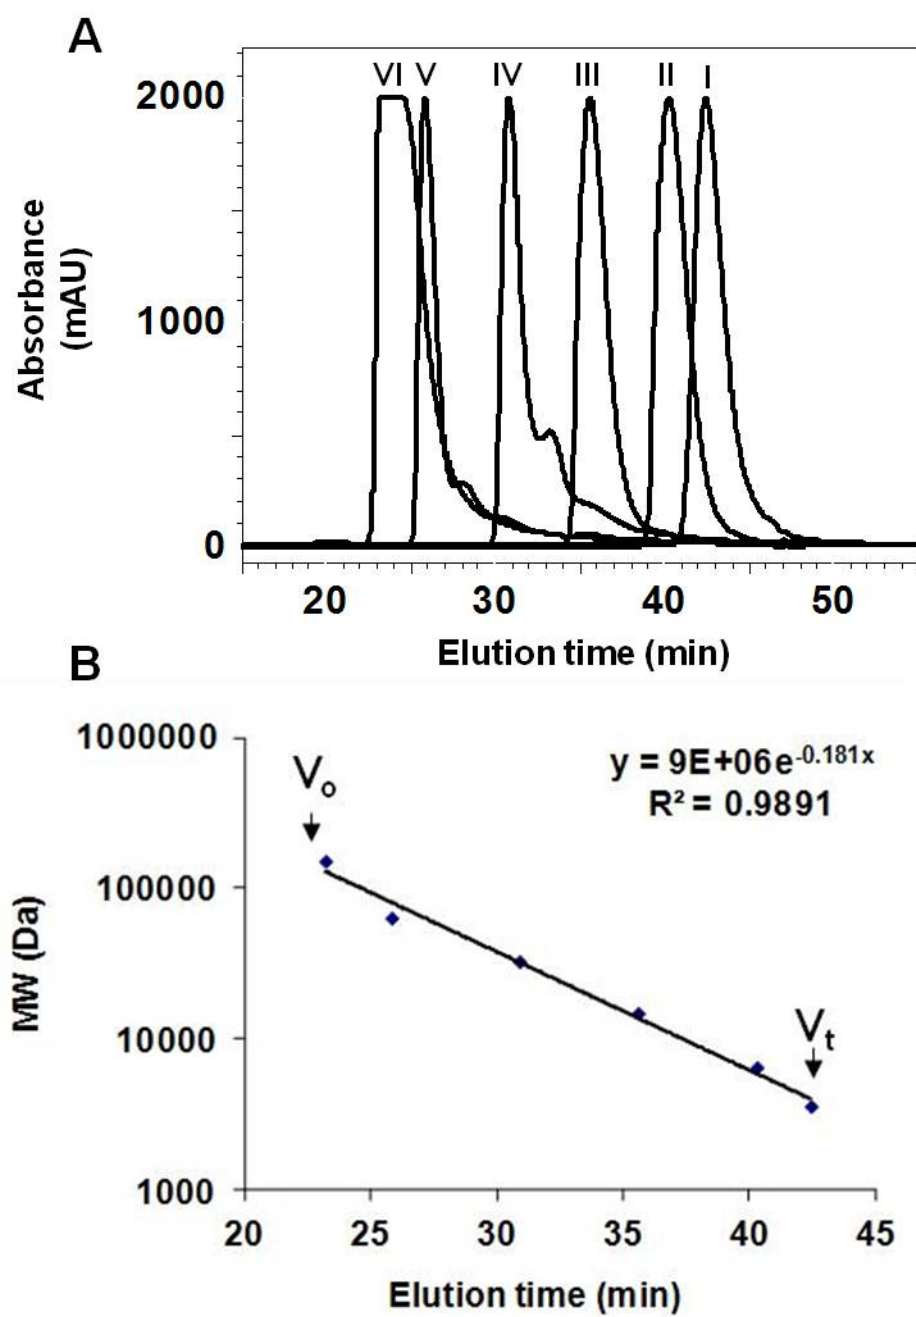 A
VI V IV III II I
2000
1000
0
Absorbance
(mAU)
20 30 40 50
Elution time (min)
B
1000000
100000
10000
1000
MW (Da)
Vo
y = 9E+06e-0.181x
R² = 0.9891
Vt
20 25 30 35 40 45
Elution time (min)